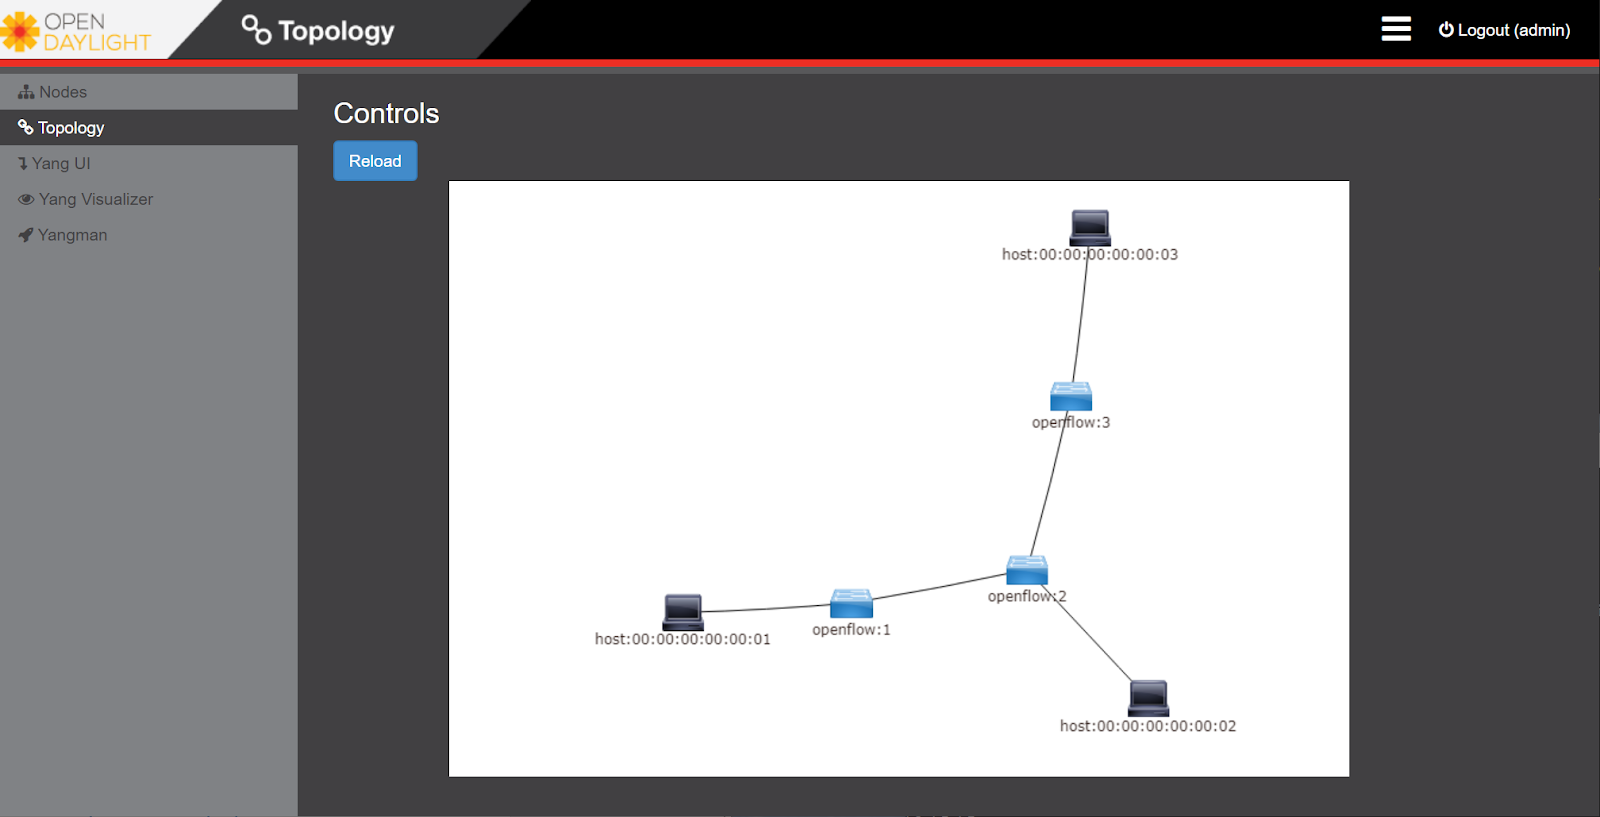 OPEN
DAYLIGHT
Topology
Logout (admin)
Nodes
Topology
Yang UI
Yang Visualizer
Yangman
Controls
Reload
host:00:00:00:00:00:03
openflow:3
openflow:2
openflow:1
host:00:00:00:00:00:01
host:00:00:00:00:00:02